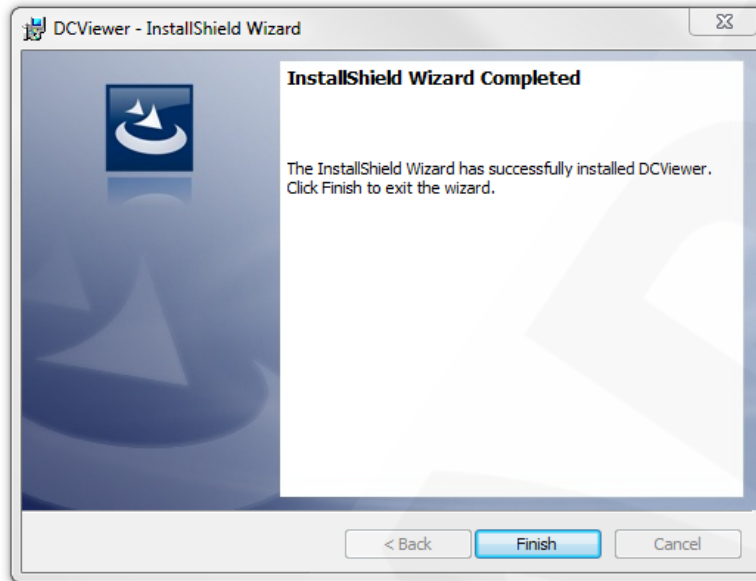 DCViewer - InstallShield Wizard
InstallShield Wizard Completed
The InstallShield Wizard has successfully installed DCViewer.
Click Finish to exit the wizard.
< Back
Finish
Cancel